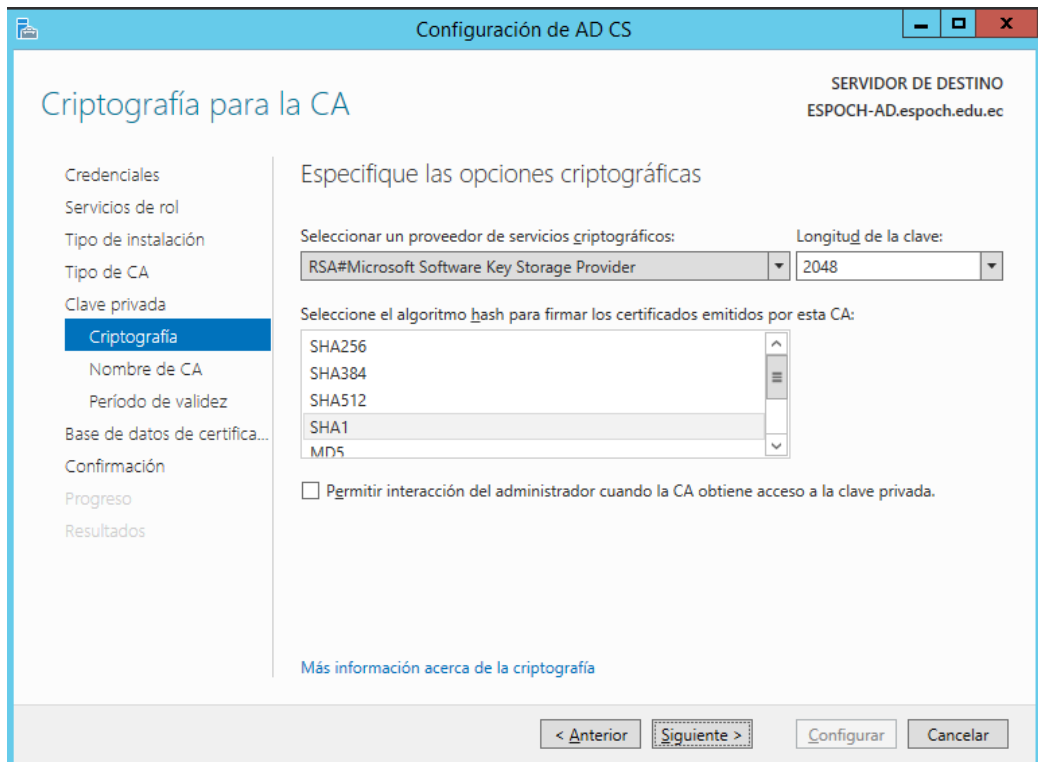 Configuración de AD CS
Criptografía para la CA
SERVIDOR DE DESTINO
ESPOCH-AD.espoch.edu.ec
Credenciales
Servicios de rol
Tipo de instalación
Tipo de CA
Clave privada
Criptografía
Nombre de CA
Período de validez
Base de datos de certifica...
Confirmación
Progreso
Resultados
Especifique las opciones criptográficas
Seleccionar un proveedor de servicios criptográficos:
RSA#Microsoft Software Key Storage Provider
Longitud de la clave:
2048
Seleccione el algoritmo hash para firmar los certificados emitidos por esta CA:
SHA256
SHA384
SHA512
SHA1
MD5
Permitir interacción del administrador cuando la CA obtiene acceso a la clave privada.
Más información acerca de la criptografía
< Anterior
Siguiente >
Configurar
Cancelar